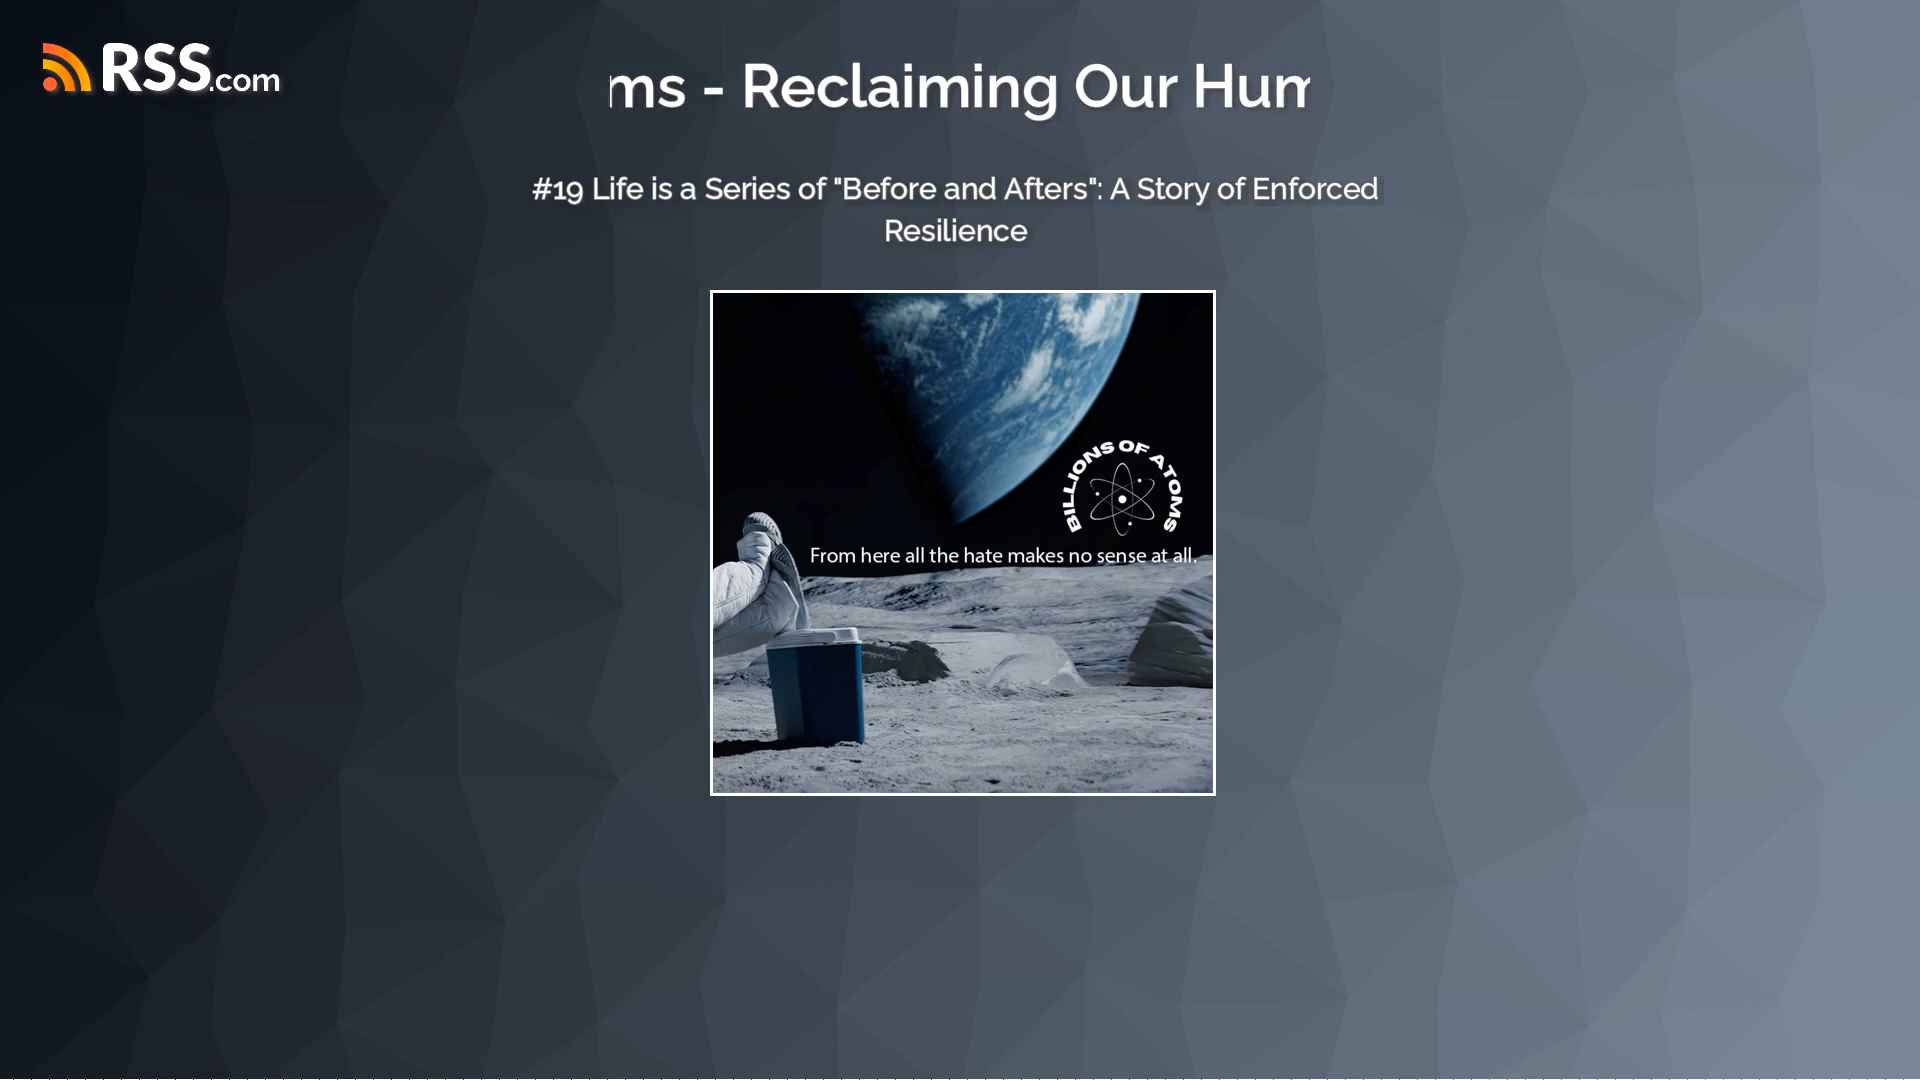 RSS.com
ms - Reclaiming Our Hum
#19 Life is a Series of "Before and Afters": A Story of Enforced
Resilience
BILLIONS OF ATOMS
From here all the hate makes no sense at all.